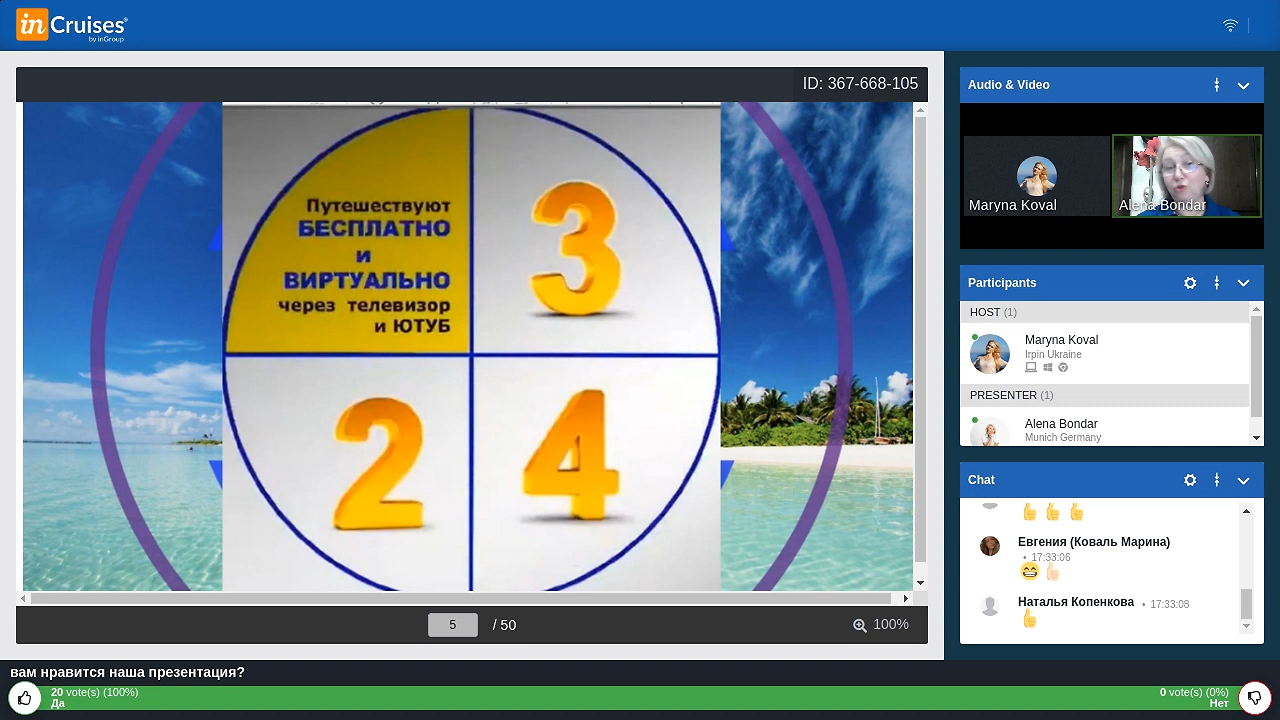 in Cruises®
by inGroup
ID: 367-668-105
Путешествуют
БЕСПЛАТНО
и
ВИРТУАЛЬНО
через телевизор
и ЮТУБ
3
2
4
5 / 50
100%
Audio & Video
Maryna Koval
Alena Bondar
Participants
HOST (1)
Maryna Koval
Irpin Ukraine
PRESENTER (1)
Alena Bondar
Munich Germany
Chat
Евгения (Коваль Марина)
• 17:33:06
Наталья Копенкова • 17:33:08
вам нравится наша презентация?
20 vote(s) (100%)
Да
0 vote(s) (0%)
Нет